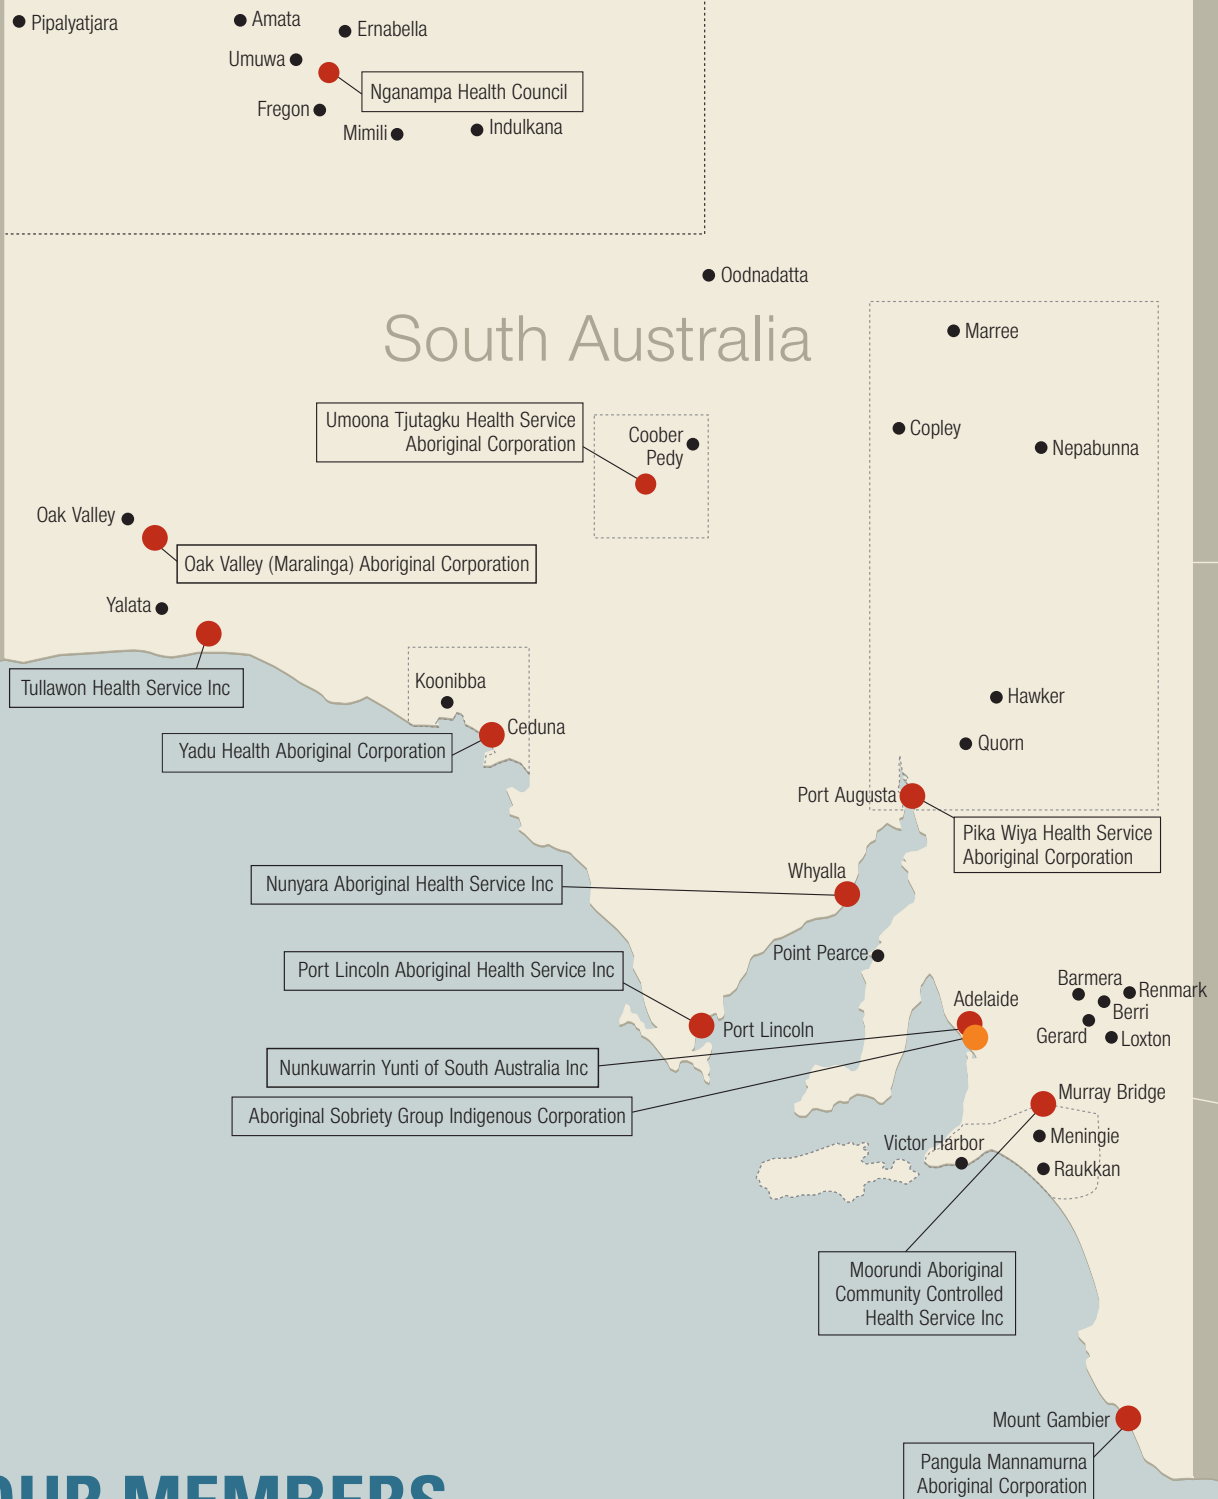 Pipalyatjara
Amata
Ernabella
Umuwa
Nganampa Health Council
Fregon
Mimili
Indulkana
Oodnadatta
South Australia
Marree
Umoona Tjutagku Health Service
Aboriginal Corporation
Coober
Pedy
Copley
Nepabunna
Oak Valley
Oak Valley (Maralinga) Aboriginal Corporation
Yalata
Tullawon Health Service Inc
Koonibba
Ceduna
Yadu Health Aboriginal Corporation
Hawker
Quorn
Port Augusta
Pika Wiya Health Service
Aboriginal Corporation
Whyalla
Nunyara Aboriginal Health Service Inc
Point Pearce
Port Lincoln Aboriginal Health Service Inc
Port Lincoln
Adelaide
Barmera
Renmark
Berri
Gerard
Loxton
Nunkuwarrin Yunti of South Australia Inc
Aboriginal Sobriety Group Indigenous Corporation
Murray Bridge
Meningie
Victor Harbor
Raukkan
Moorundi Aboriginal
Community Controlled
Health Service Inc
Mount Gambier
Pangula Mannamurna
Aboriginal Corporation
OUR MEMBERS